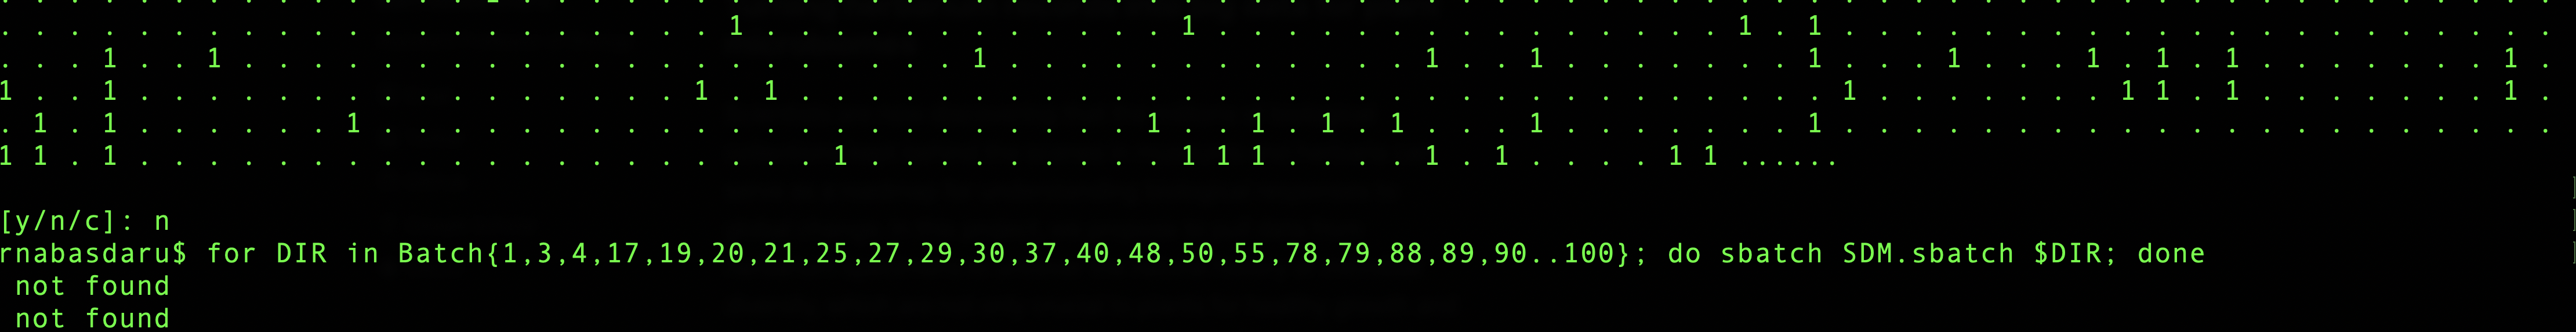 . . . . . . . . . . . . . . . . . . . . . 1 . . . . . . . . . . . . 1 . . . . . . . . . . . . . . . 1 . 1 . . . . . . . . . . . . . . . . . . . . .
. . . 1 . . 1 . . . . . . . . . . . . . . . . . . . . . 1 . . . . . . . . . . . . 1 . . 1 . . . . . . . 1 . . . 1 . . . 1 . 1 . 1 . . . . . . . 1 .
1 . . 1 . . . . . . . . . . . . . . . . 1 . 1 . . . . . . . . . . . . . . . . . . . . . . . . . . . . . . 1 . . . . . . . 1 1 . 1 . . . . . . . 1 .
. 1 . 1 . . . . . . 1 . . . . . . . . . . . . . . . . . . . . . . 1 . . 1 . 1 . 1 . . . 1 . . . . . . . 1 . . . . . . . . . . . . . . . . . . . . .
1 1 . 1 . . . . . . . . . . . . . . . . . . . . 1 . . . . . . . . . 1 1 1 . . . . 1 . 1 . . . . 1 1 ......
[y/n/c]: n
rnabasdaru$ for DIR in Batch{1,3,4,17,19,20,21,25,27,29,30,37,40,48,50,55,78,79,88,89,90..100}; do sbatch SDM.sbatch $DIR; done
not found
not found